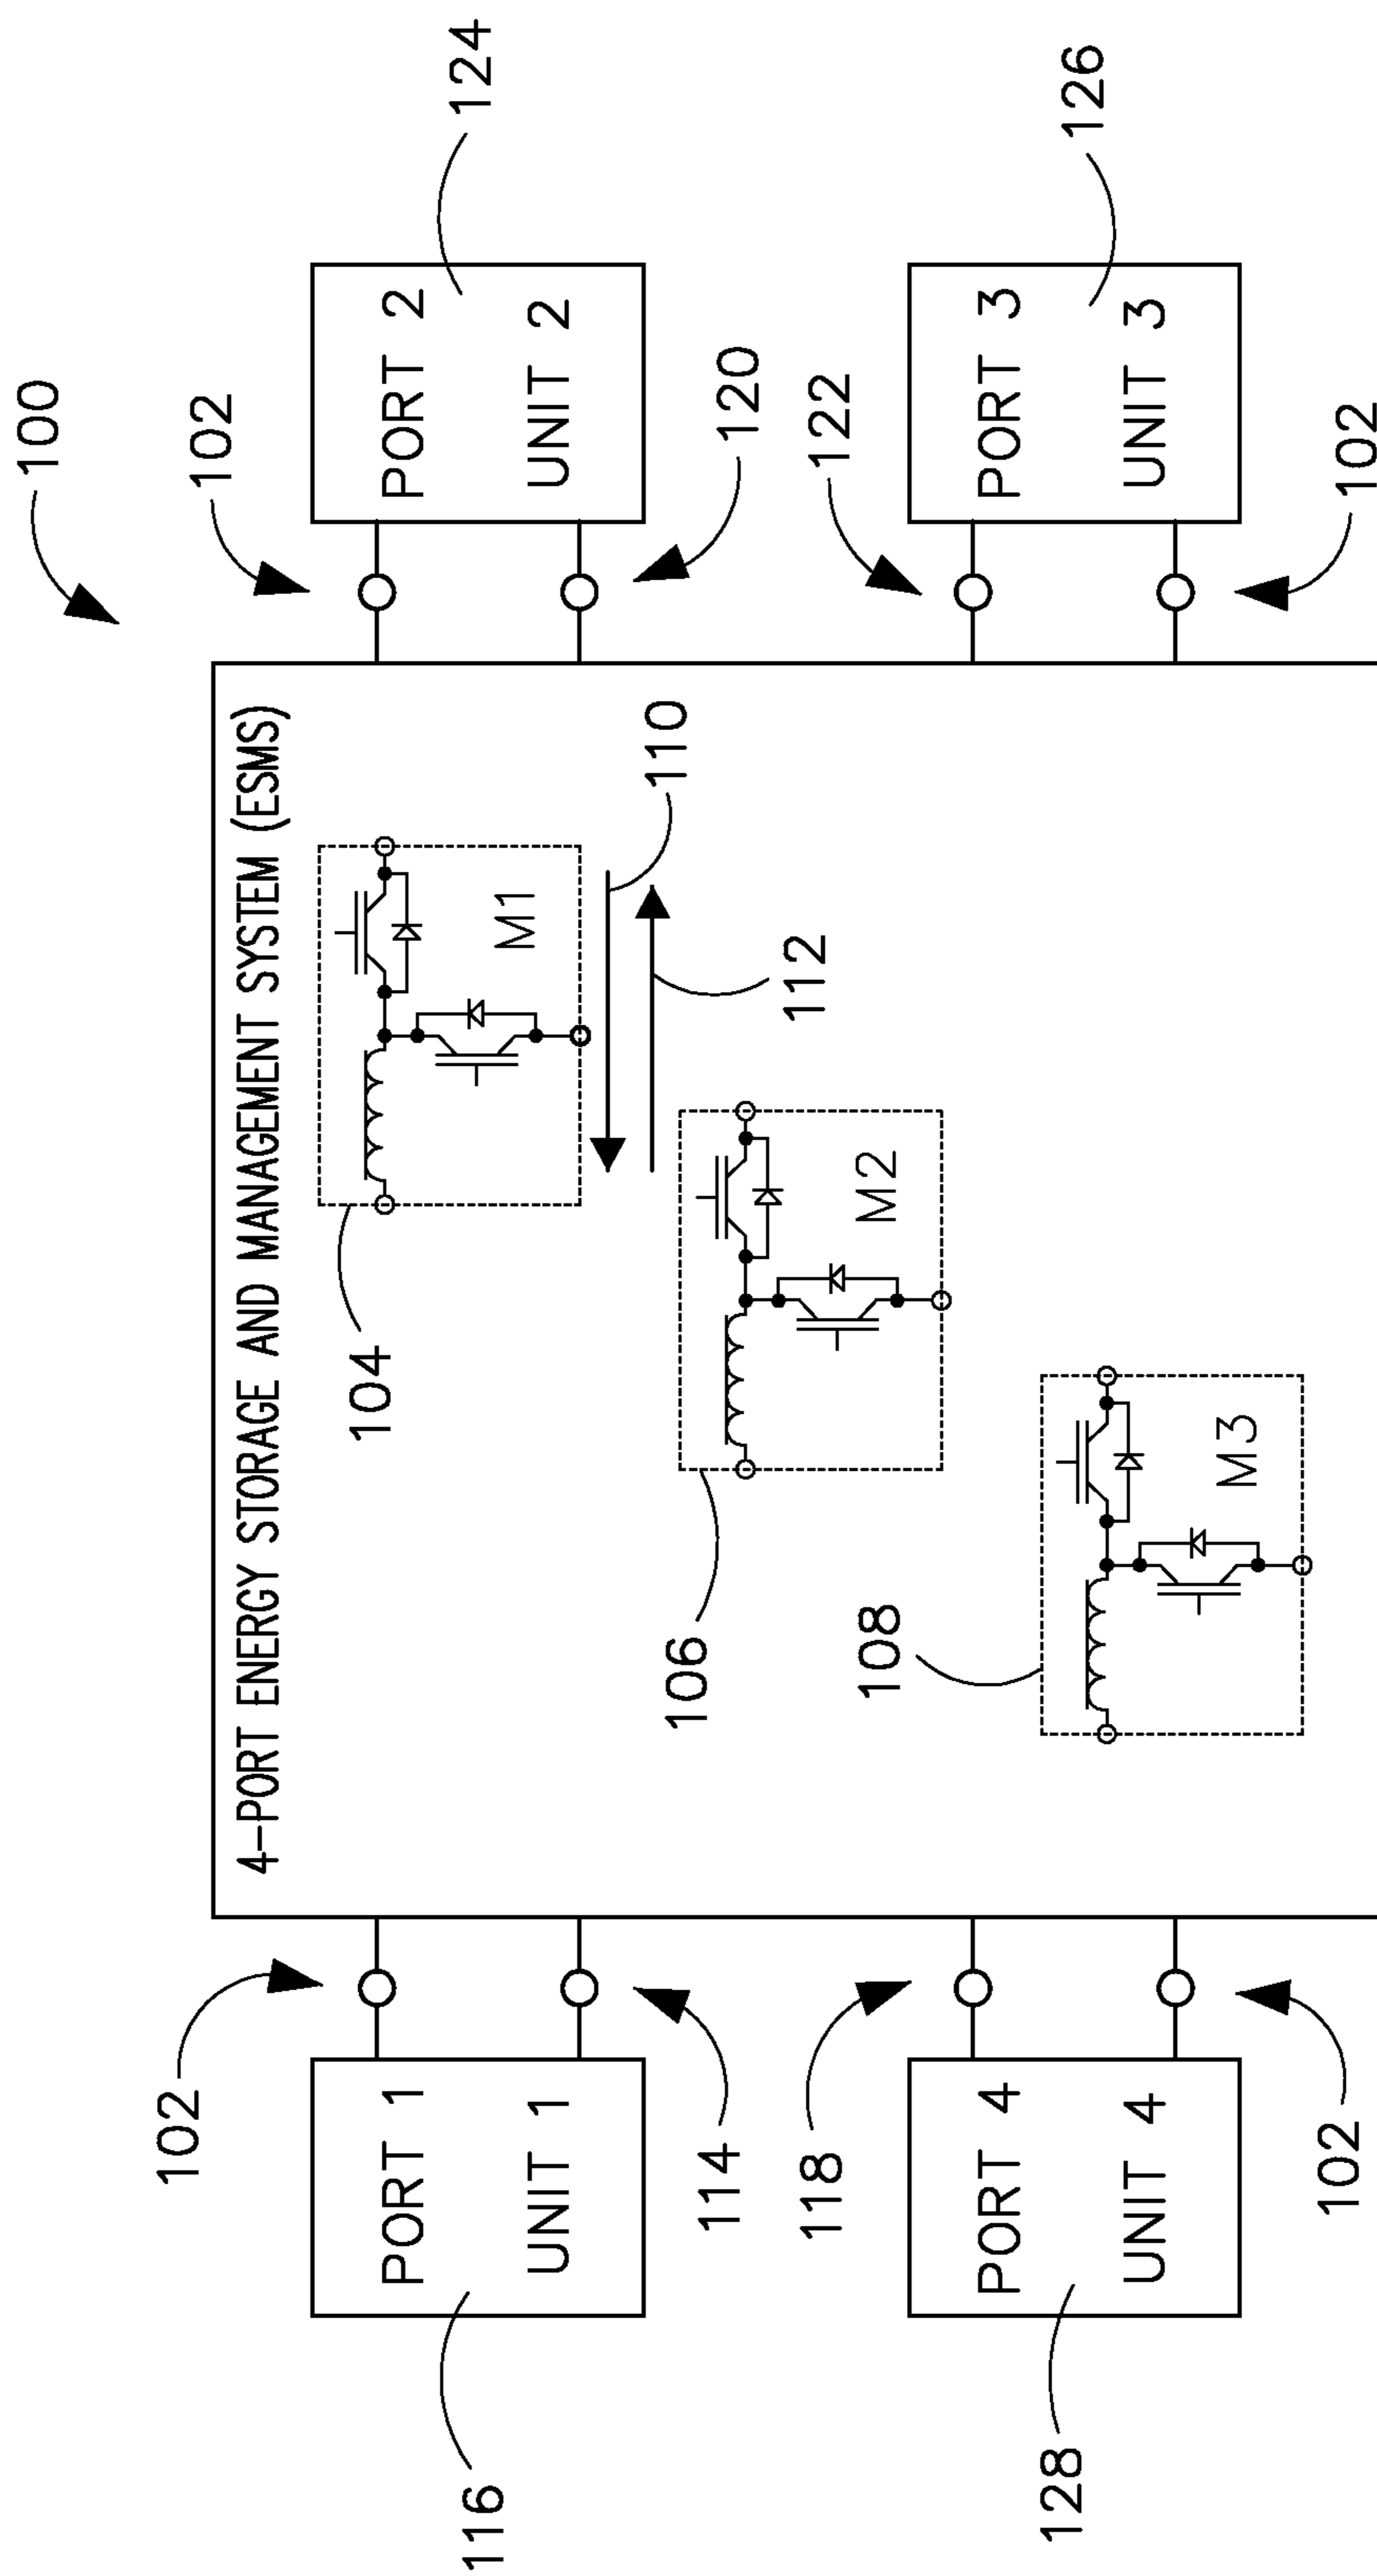 100
4-PORT ENERGY STORAGE AND MANAGEMENT SYSTEM (ESMS)
102
102
116
PORT 1
UNIT 1
114
104
M1
110
112
PORT 2
UNIT 2
124
120
106
M2
118
122
PORT 4
UNIT 4
128
102
108
M3
PORT 3
UNIT 3
126
102